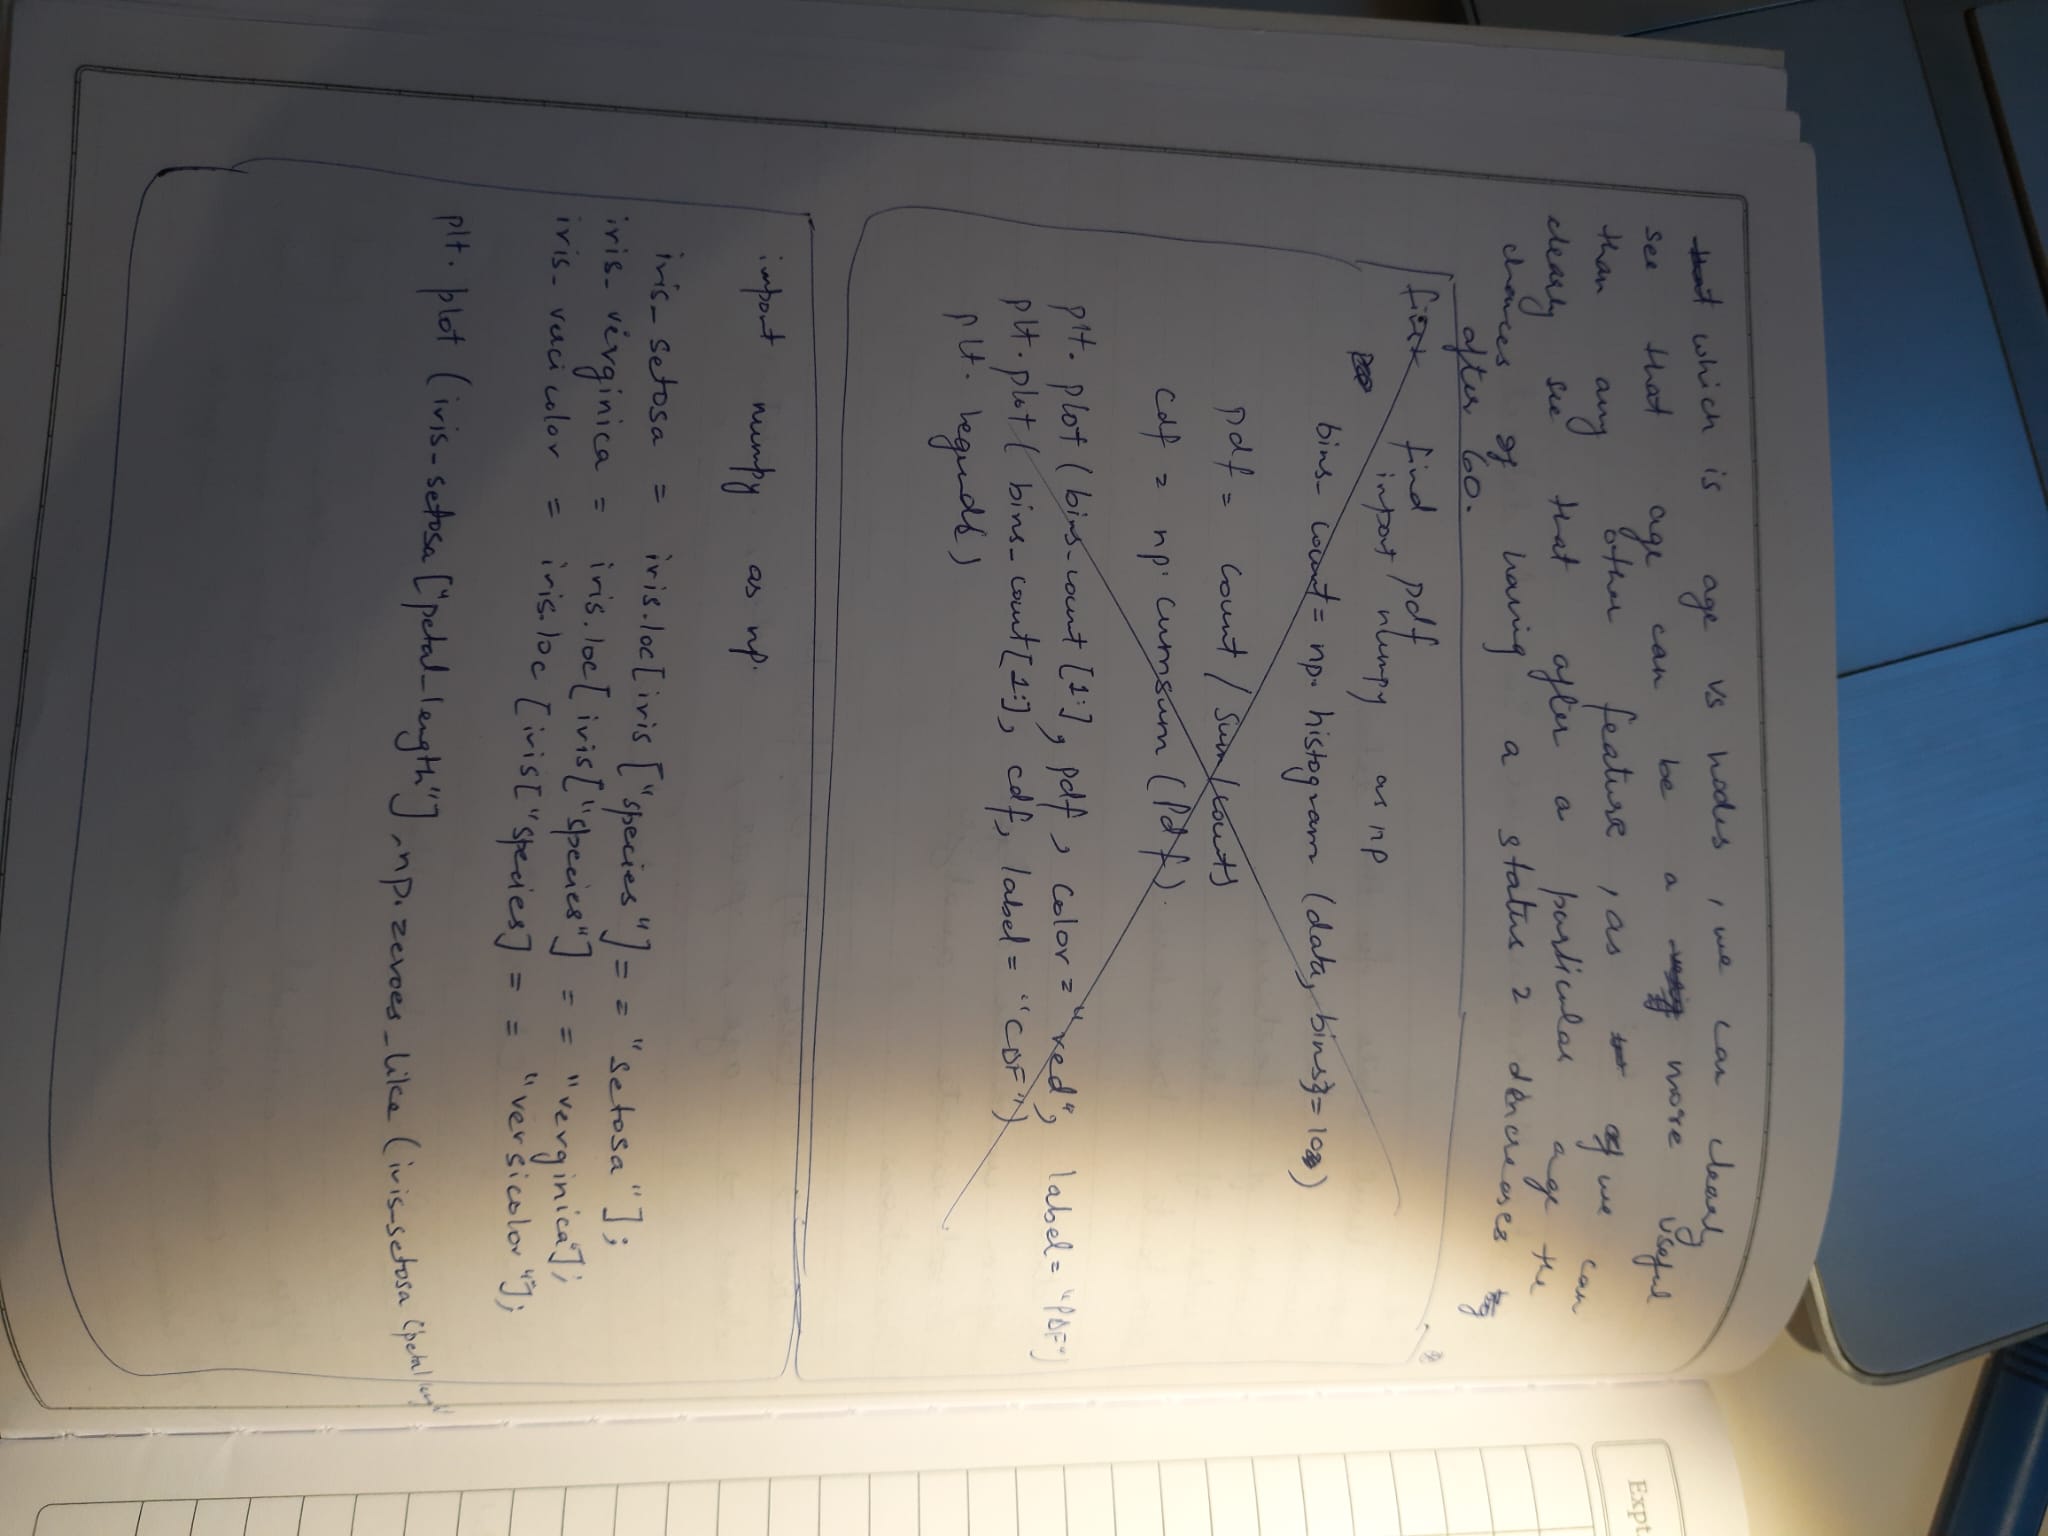 which is age vs nodes, we can clearly
see that age can be a more useful
than any other feature, as if we can
clearly see that after a particular age the
chances of having a status 2 dencreases
after 60.
first find pdf
import numpy as np
bins_count = np. histogram (data, bins = 10)
Pdf = count / sum(count)
cdf = np. cumsum (Pdf).
plt. plot (bins_count [1:], pdf, color = "red", label = "PDF")
plt. plot ( bins_count[1:], cdf, label = "CDF")
plt. legends)
import numpy as np.
iris_setosa = iris.loc[iris ["species"] = = "setosa"];
iris_verginica = iris.loc[iris["species"] = = "verginica"];
iris_vericolor = iris.loc [iris["species] = = "versicolor"];
plt. plot (iris_setosa["petal_length"], np.zeroes_like (iris_setosa ("petal
Expt